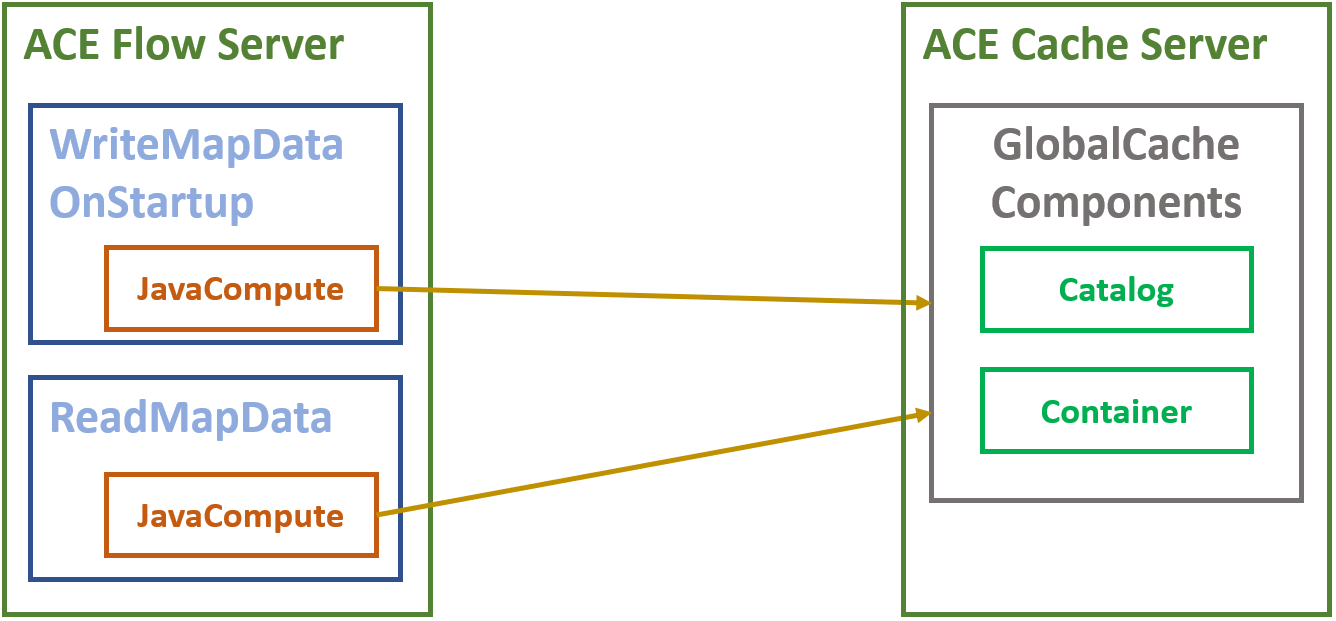 ACE Flow Server
WriteMapData
OnStartup
JavaCompute
ReadMapData
JavaCompute
ACE Cache Server
GlobalCache
Components
Catalog
Container